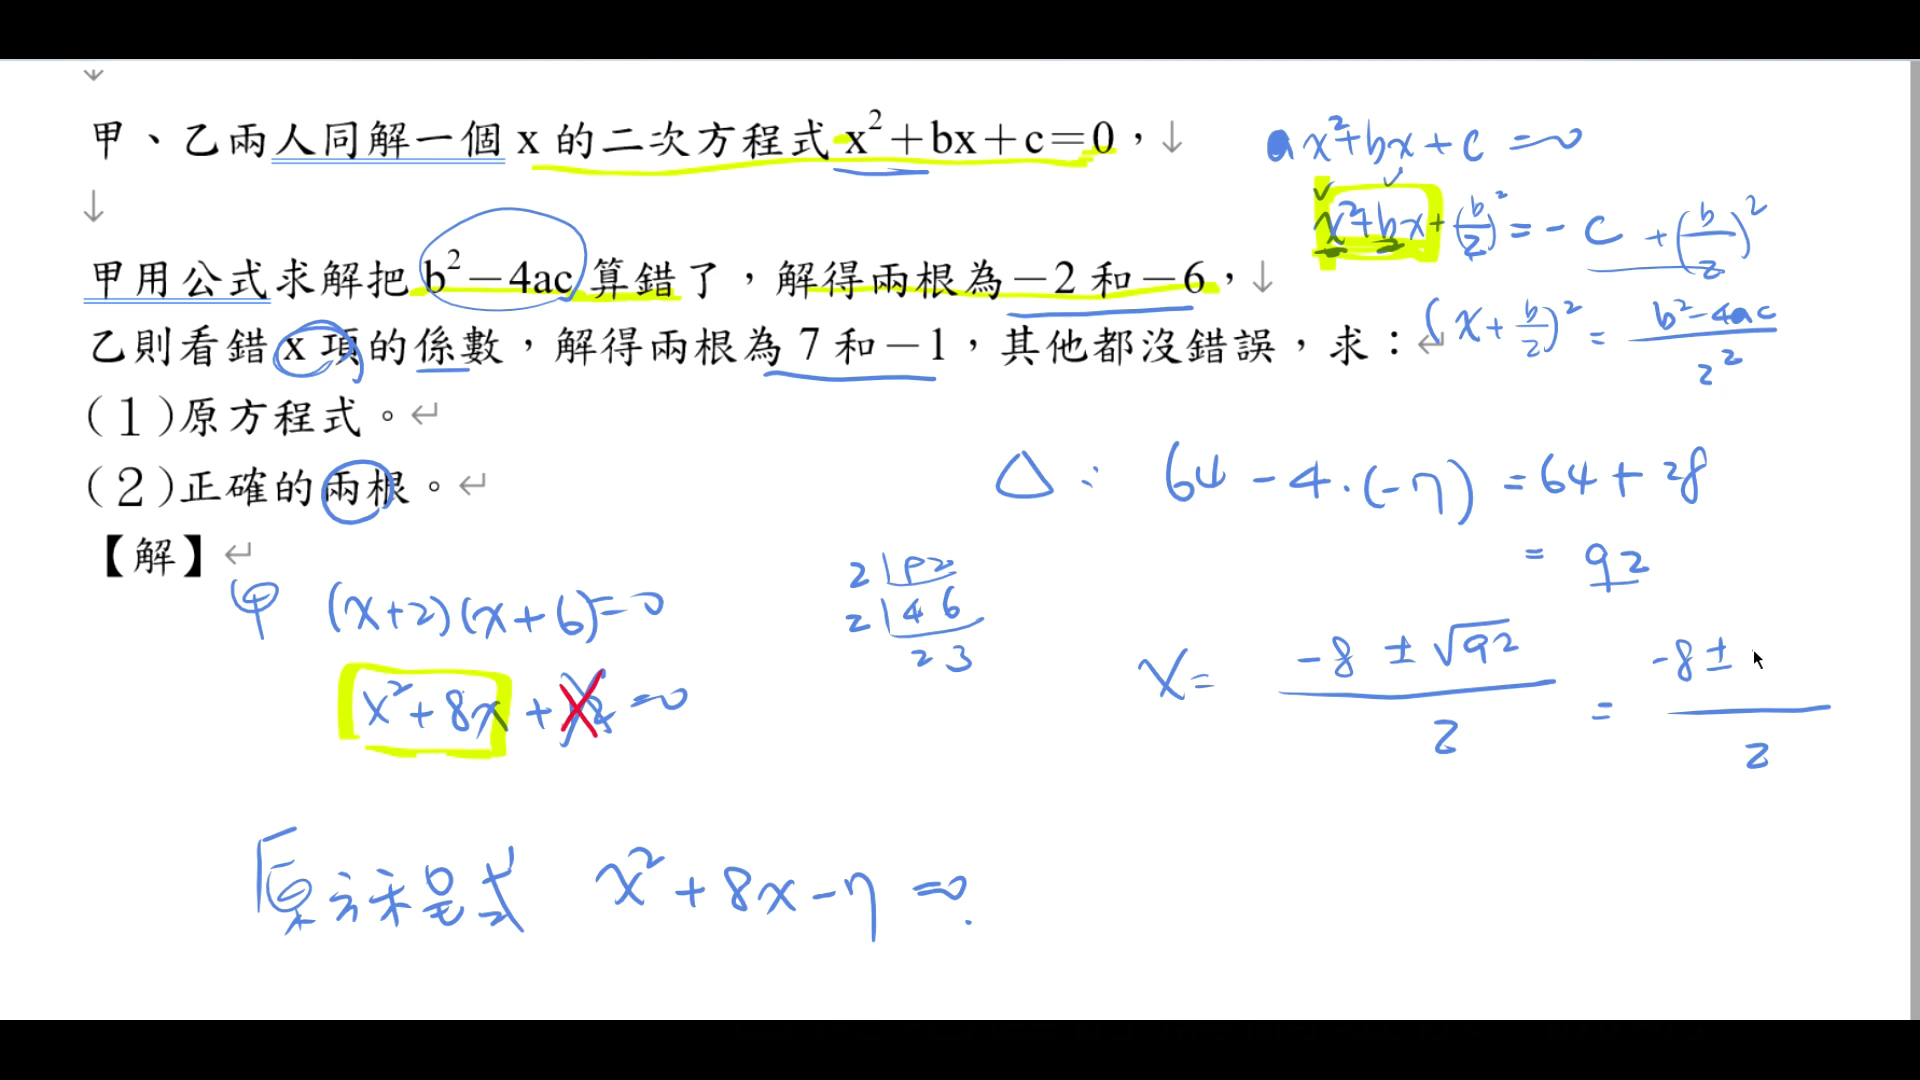 甲、乙兩人同解一個 x 的二次方程式 x²＋bx＋c＝0，↓
↓
甲用公式求解把 b²－4ac 算錯了，解得兩根為－2 和－6，↓
乙則看錯 x 項的係數，解得兩根為 7 和－1，其他都沒錯誤，求：↵
(1)原方程式。↵
(2)正確的兩根。↵
【解】↵
ax²+bx+c=0
x²+bx+(b/2)²=-c+(b/2)²
(x+b/2)²=(b²-4ac)/2²
△: 64-4·(-7)=64+28
=92
甲 (x+2)(x+6)=0
x²+8x+ =0
2|92
2|46
23
x=(-8±√92)/2=(-8±)/2
原方程式 x²+8x-7=0.